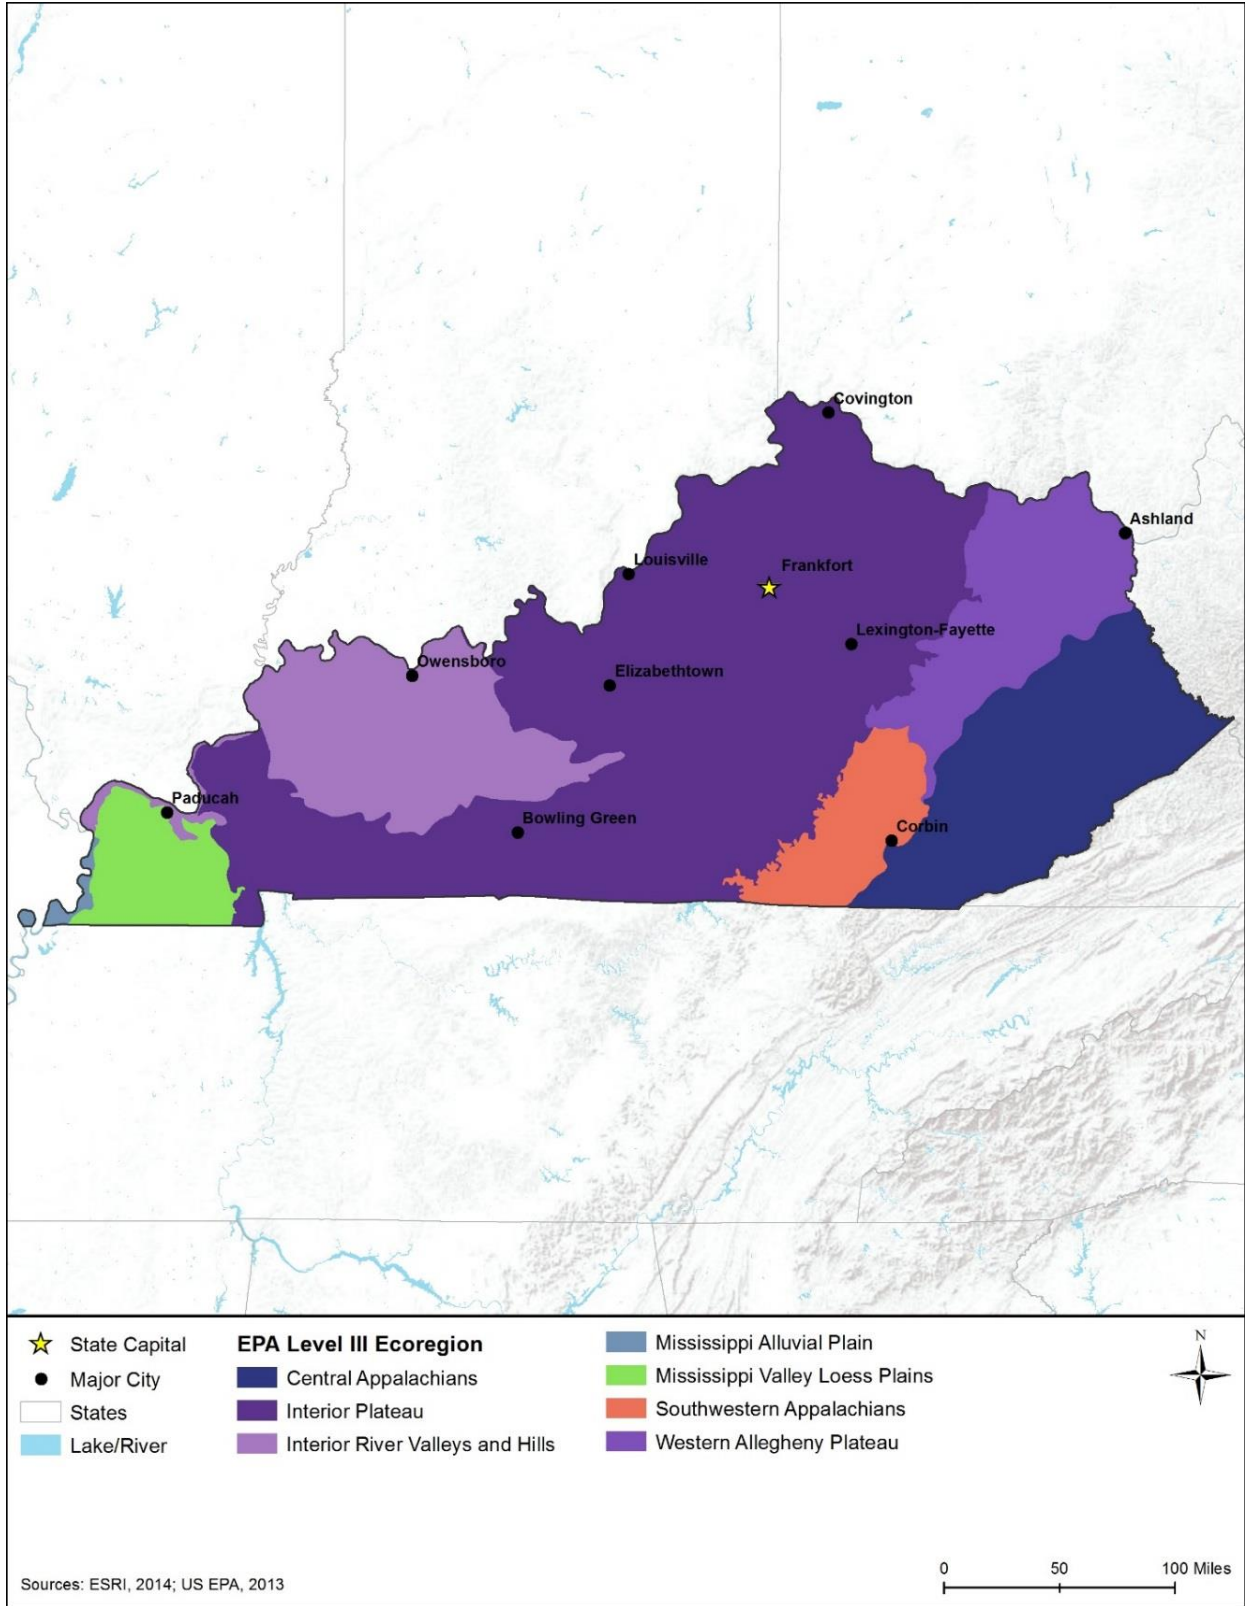 Covington
Ashland
Louisville
Frankfort
Lexington-Fayette
Owensboro
Elizabethtown
Paducah
Bowling Green
Corbin
State Capital
Major City
States
Lake/River
EPA Level III Ecoregion
Central Appalachians
Interior Plateau
Interior River Valleys and Hills
Mississippi Alluvial Plain
Mississippi Valley Loess Plains
Southwestern Appalachians
Western Allegheny Plateau
N
0 50 100 Miles
Sources: ESRI, 2014; US EPA, 2013